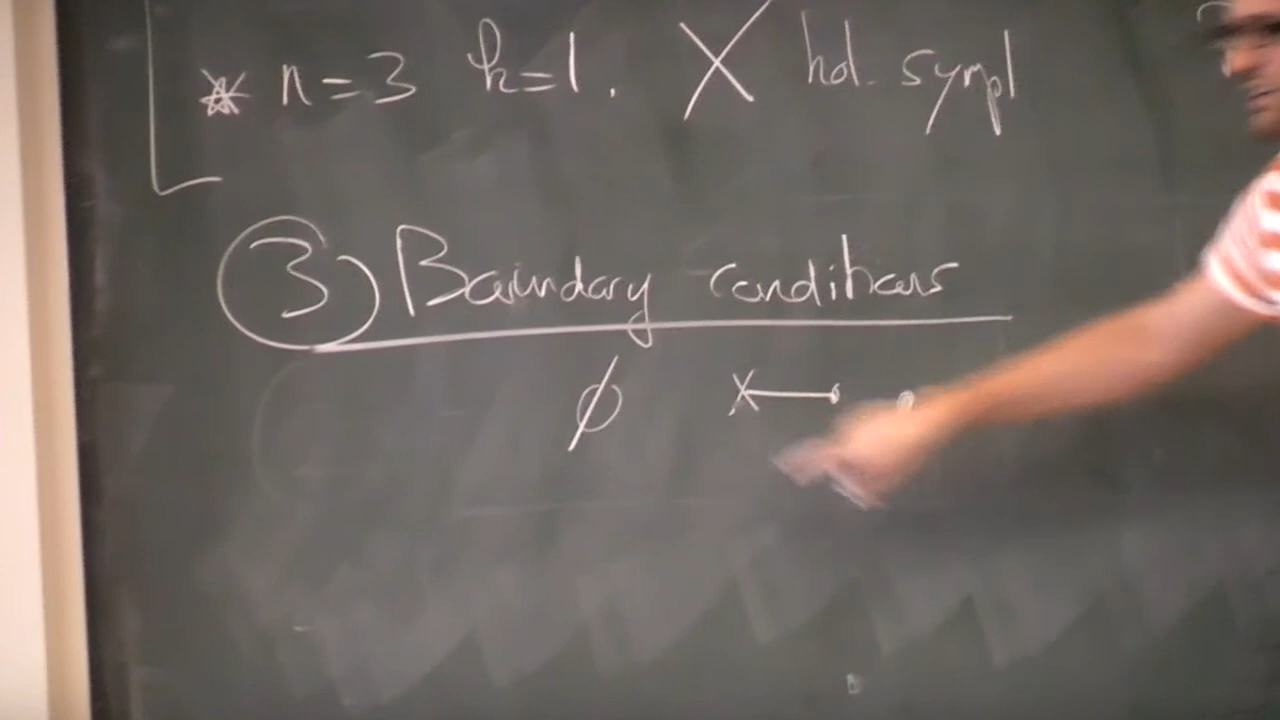 * n=3 k=1. X hol. sympl
③ Boundary conditions
∅ x—•